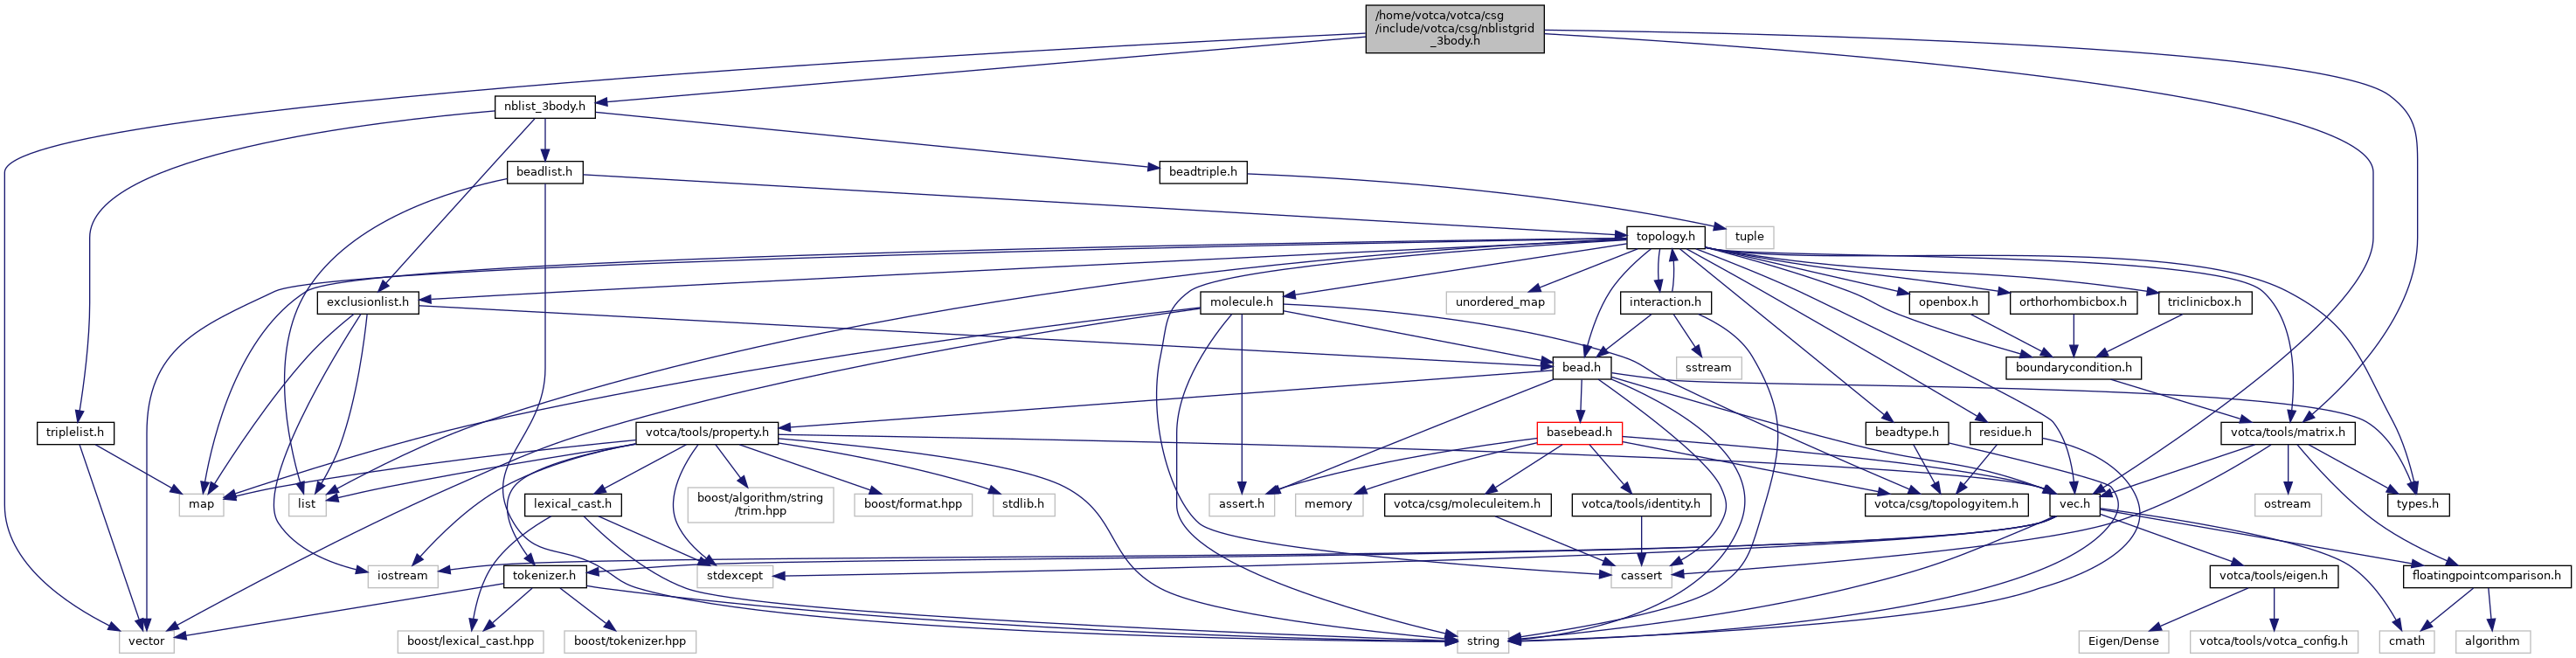 /home/votca/votca/csg
/include/votca/csg/nblistgrid
_3body.h
nblist_3body.h
beadlist.h
beadtriple.h
topology.h
tuple
exclusionlist.h
molecule.h
unordered_map
interaction.h
openbox.h
orthorhombicbox.h
triclinicbox.h
bead.h
sstream
boundarycondition.h
triplelist.h
votca/tools/property.h
basebead.h
beadtype.h
residue.h
votca/tools/matrix.h
map
list
lexical_cast.h
boost/algorithm/string
/trim.hpp
boost/format.hpp
stdlib.h
assert.h
memory
votca/csg/moleculeitem.h
votca/tools/identity.h
votca/csg/topologyitem.h
vec.h
ostream
types.h
iostream
tokenizer.h
stdexcept
cassert
votca/tools/eigen.h
floatingpointcomparison.h
vector
boost/lexical_cast.hpp
boost/tokenizer.hpp
string
Eigen/Dense
votca/tools/votca_config.h
cmath
algorithm